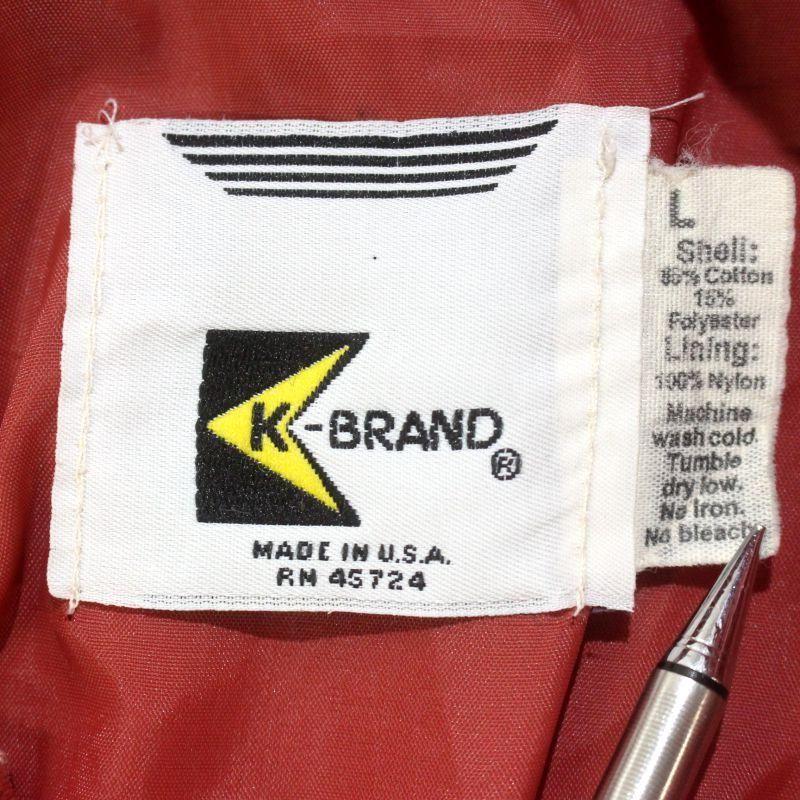 K-BRAND®
MADE IN U.S.A.
RN 45724
L
Shell:
85% Cotton
15%
Polyester
Lining:
100% Nylon
Machine
wash cold.
Tumble
dry low.
No iron.
No bleach.